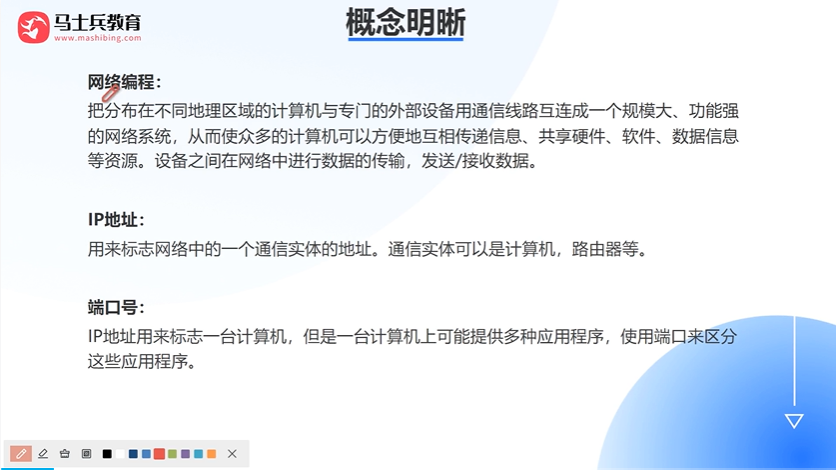 马士兵教育
www.mashibing.com
概念明晰
网络编程：
把分布在不同地理区域的计算机与专门的外部设备用通信线路互连成一个规模大、功能强
的网络系统，从而使众多的计算机可以方便地互相传递信息、共享硬件、软件、数据信息
等资源。设备之间在网络中进行数据的传输，发送/接收数据。
IP地址：
用来标志网络中的一个通信实体的地址。通信实体可以是计算机，路由器等。
端口号：
IP地址用来标志一台计算机，但是一台计算机上可能提供多种应用程序，使用端口来区分
这些应用程序。